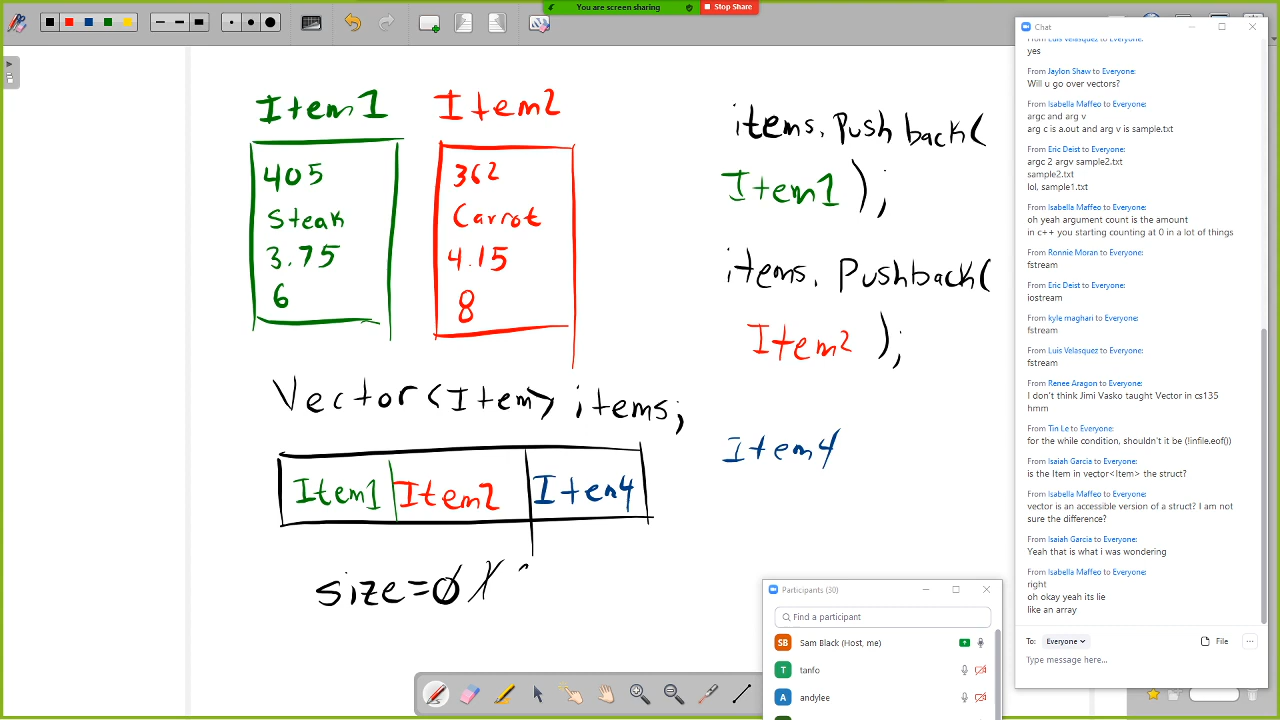 You are screen sharing
Stop Share
Item1 Item2
405
Steak
3.75
6
362
Carrot
4.15
8
items.Pushback(
Item1);
items.Pushback(
Item2);
Vector<Item> items;
Item1 Item2 Item4
Item4
size=0 1
Chat
From Luis Velasquez to Everyone:
yes
From Jaylon Shaw to Everyone:
Will u go over vectors?
From Isabella Maffeo to Everyone:
argc and arg v
arg c is a.out and arg v is sample.txt
From Eric Deist to Everyone:
argc 2 argv sample2.txt
sample2.txt
lol, sample1.txt
From Isabella Maffeo to Everyone:
oh yeah argument count is the amount
in c++ you starting counting at 0 in a lot of things
From Ronnie Moran to Everyone:
fstream
From Eric Deist to Everyone:
iostream
From kyle maghari to Everyone:
fstream
From Luis Velasquez to Everyone:
fstream
From Renee Aragon to Everyone:
I don't think Jimi Vasko taught Vector in cs135
hmm
From Tin Le to Everyone:
for the while condition, shouldn't it be (!infile.eof())
From Isaiah Garcia to Everyone:
is the Item in vector<Item> the struct?
From Isabella Maffeo to Everyone:
vector is an accessible version of a struct? I am not
sure the difference?
From Isaiah Garcia to Everyone:
Yeah that is what i was wondering
From Isabella Maffeo to Everyone:
right
oh okay yeah its lie
like an array
To: Everyone
File
Type message here...
Participants (30)
Find a participant
SB Sam Black (Host, me)
T tanfo
A andylee